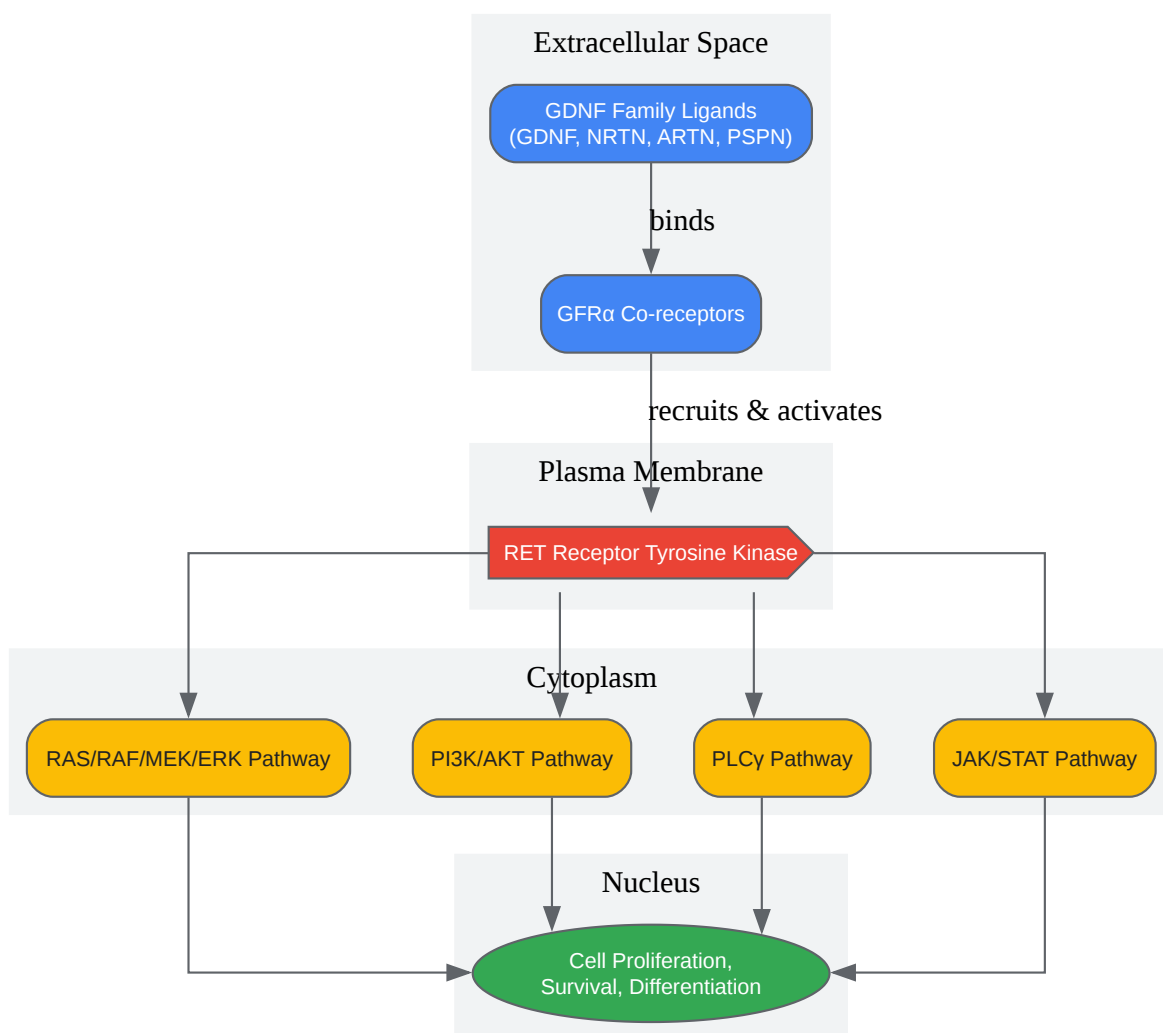 Extracellular Space
GDNF Family Ligands
(GDNF, NRTN, ARTN, PSPN)
binds
GFRα Co-receptors
recruits & activates
Plasma Membrane
RET Receptor Tyrosine Kinase
Cytoplasm
RAS/RAF/MEK/ERK Pathway
PI3K/AKT Pathway
PLCγ Pathway
JAK/STAT Pathway
Nucleus
Cell Proliferation,
Survival, Differentiation